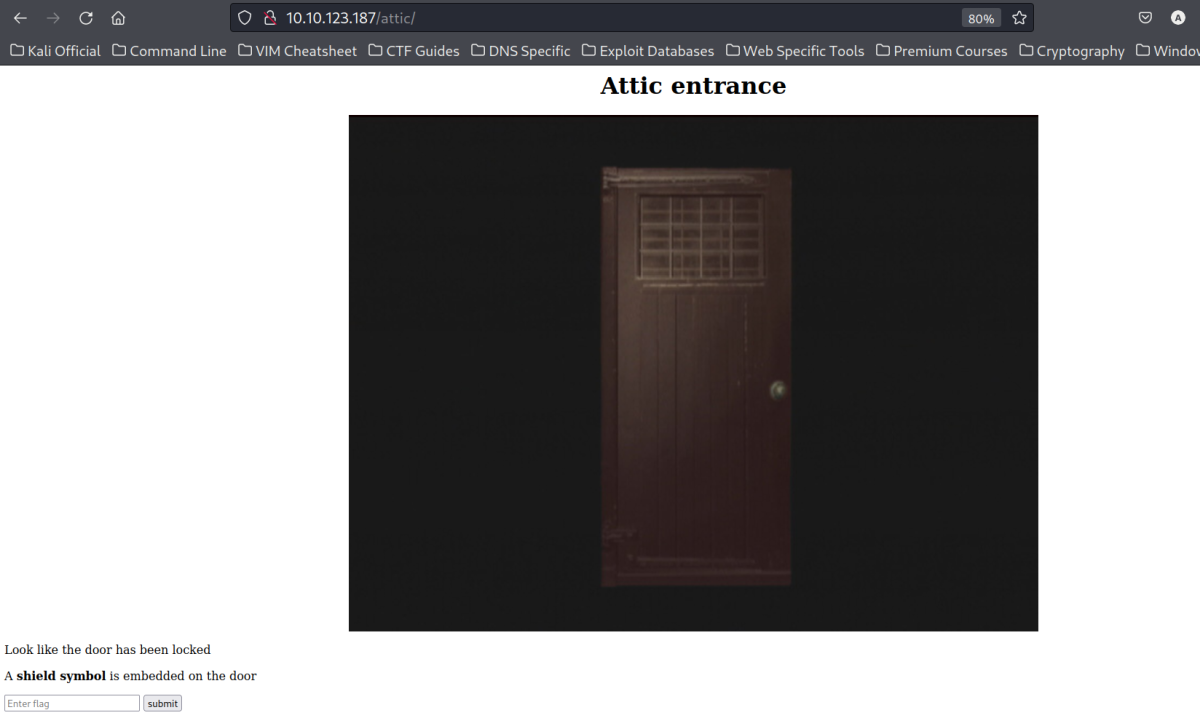 10.10.123.187/attic/
80%
A
Kali Official Command Line VIM Cheatsheet CTF Guides DNS Specific Exploit Databases Web Specific Tools Premium Courses Cryptography Windov
Attic entrance
Look like the door has been locked
A shield symbol is embedded on the door
Enter flag submit